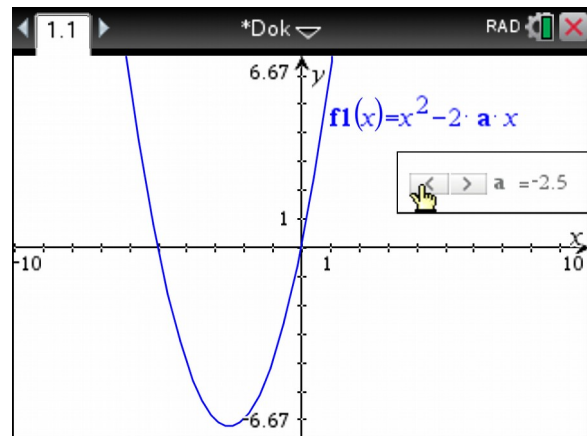 1.1 *Dok RAD
6.67 y
f1(x)=x²-2·a·x
a =-2.5
1
x
-10 1 10
-6.67